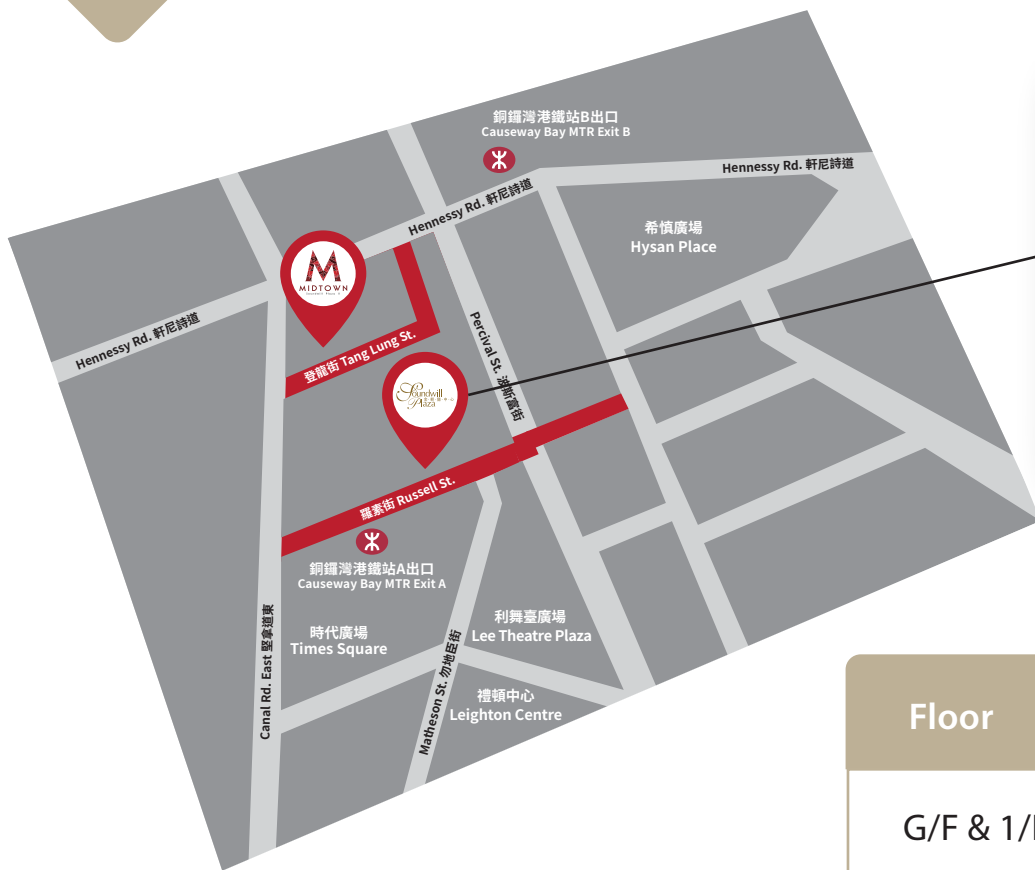 銅鑼灣港鐵站B出口
Causeway Bay MTR Exit B
Hennessy Rd. 軒尼詩道
Hennessy Rd. 軒尼詩道
希慎廣場
Hysan Place
M
MIDTOWN
Hennessy Rd. 軒尼詩道
登龍街 Tang Lung St.
Percival St. 波斯富街
Soundwill
Plaza
羅素街 Russell St.
銅鑼灣港鐵站A出口
Causeway Bay MTR Exit A
時代廣場
Times Square
利舞臺廣場
Lee Theatre Plaza
Canal Rd. East 堅拿道東
Matheson St. 勿地臣街
禮頓中心
Leighton Centre
Floor
G/F & 1/